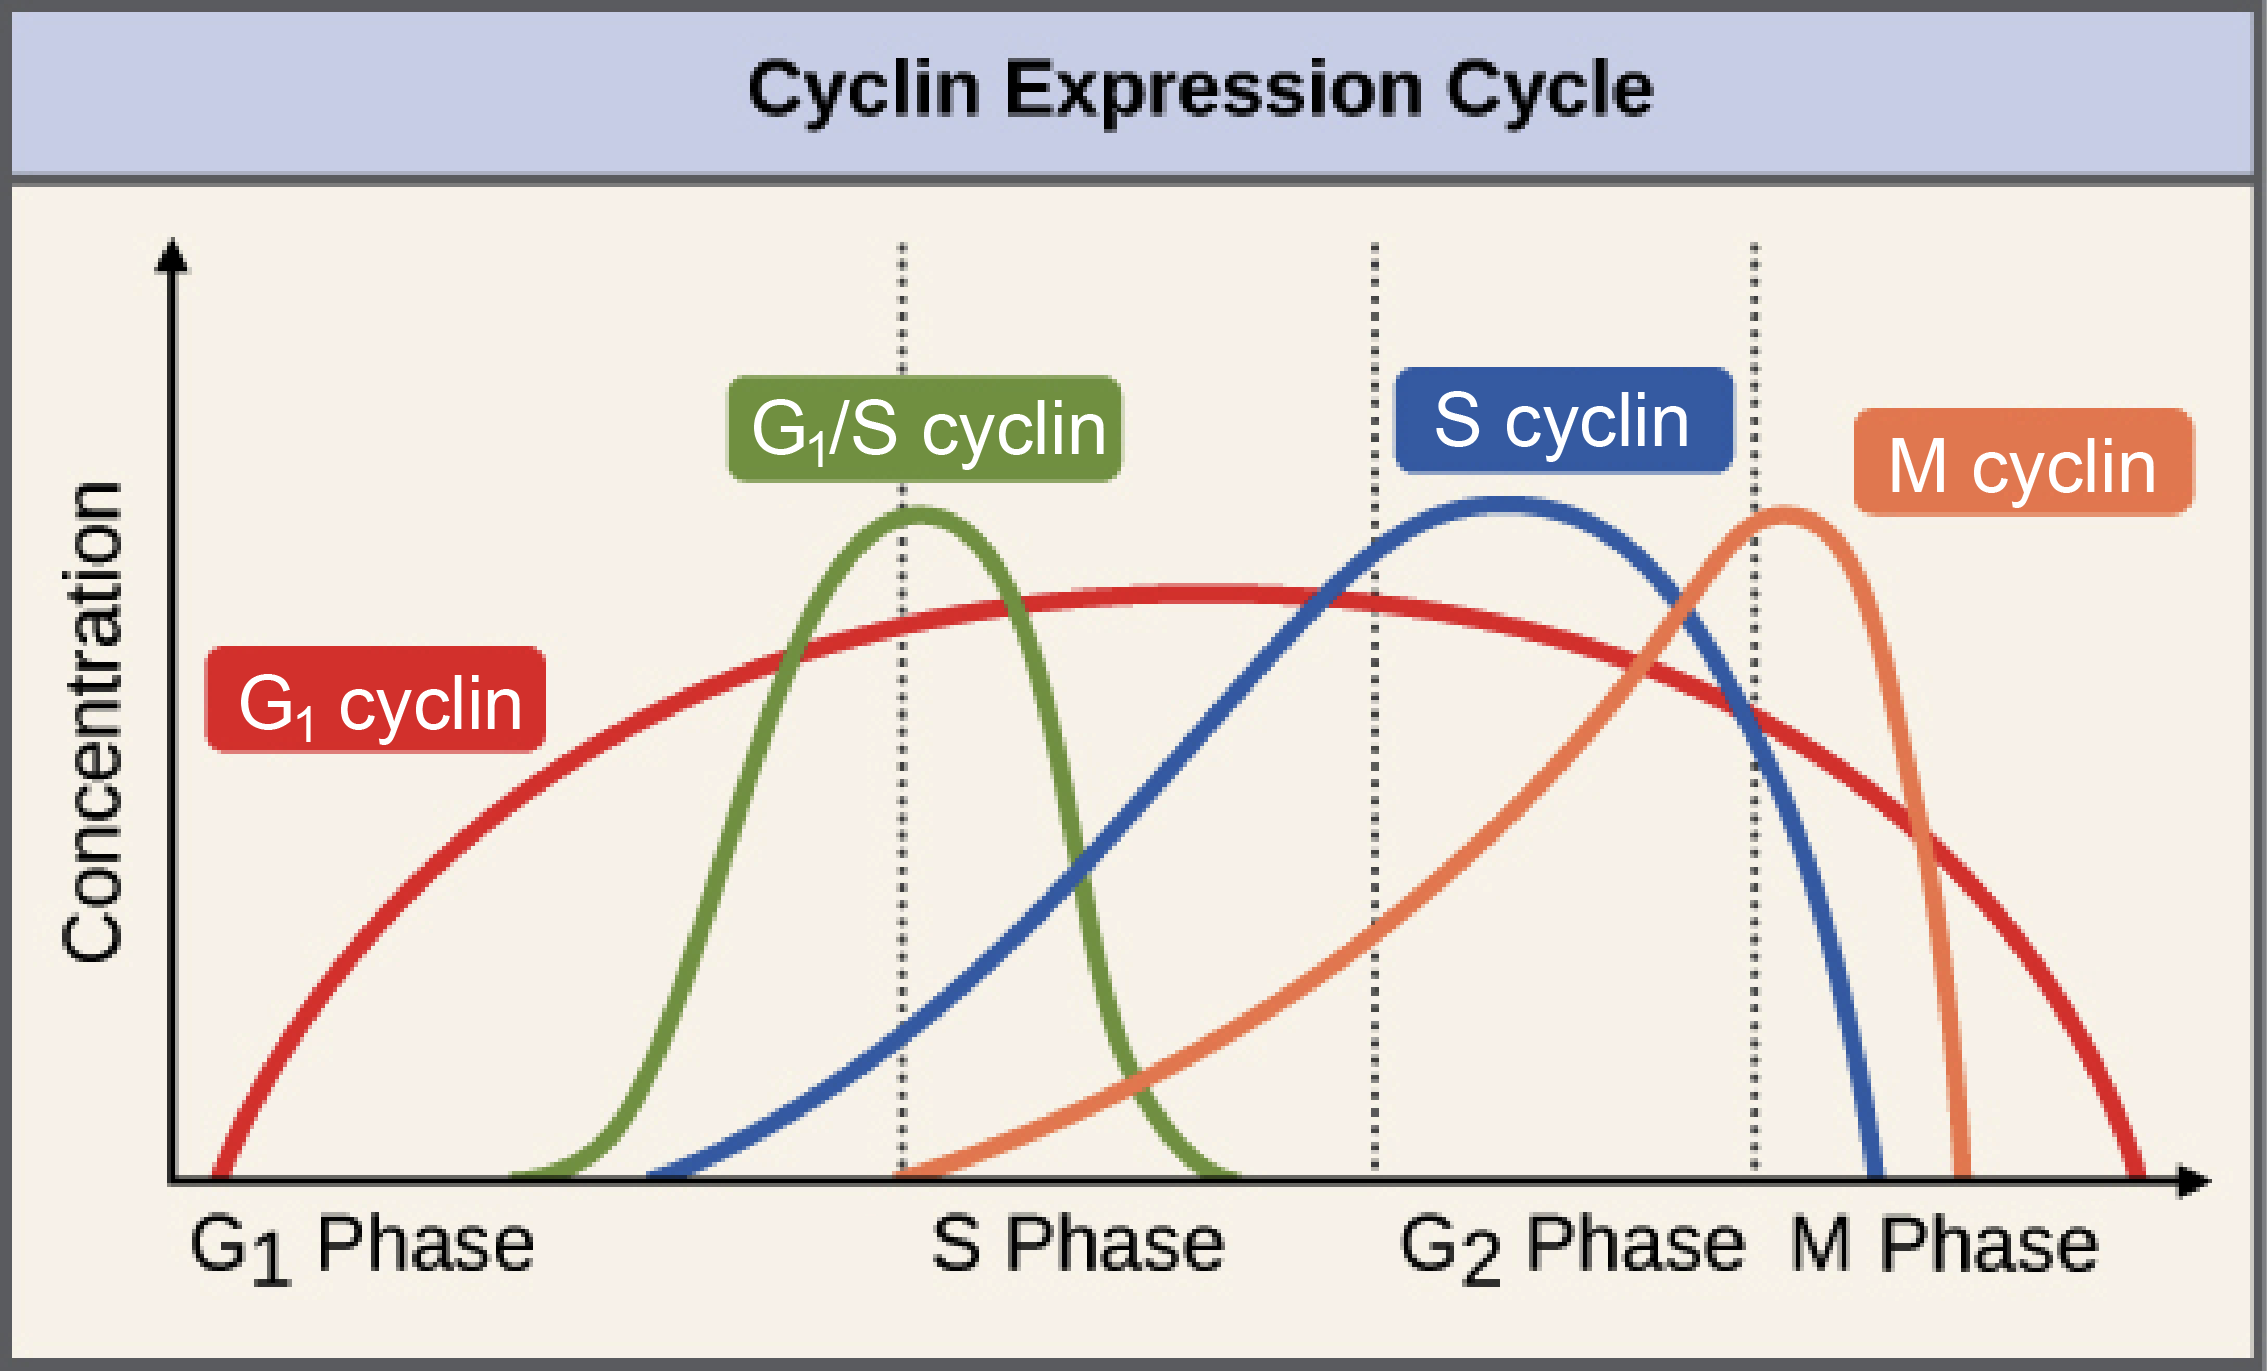 Cyclin Expression Cycle
G₁/S cyclin
S cyclin
M cyclin
G₁ cyclin
Concentration
G₁ Phase
S Phase
G₂ Phase
M Phase